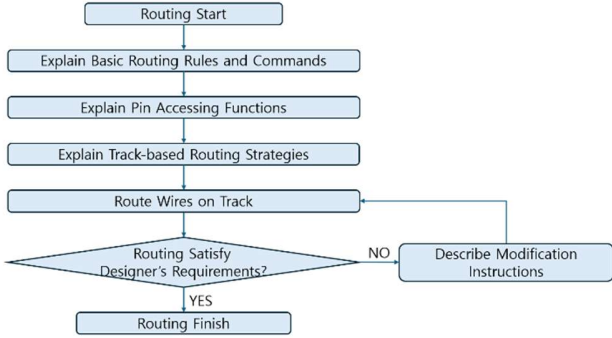 Routing Start
Explain Basic Routing Rules and Commands
Explain Pin Accessing Functions
Explain Track-based Routing Strategies
Route Wires on Track
Routing Satisfy
Designer's Requirements?
NO
Describe Modification
Instructions
YES
Routing Finish